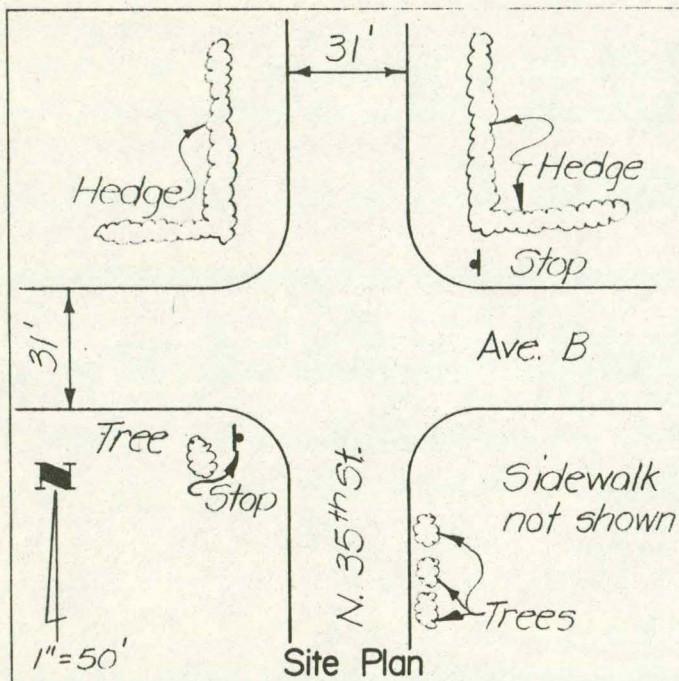 31'
Hedge
Hedge
Stop
31'
Ave. B
Tree
Stop
N
N. 35th St.
Sidewalk
not shown
Trees
1"=50'
Site Plan